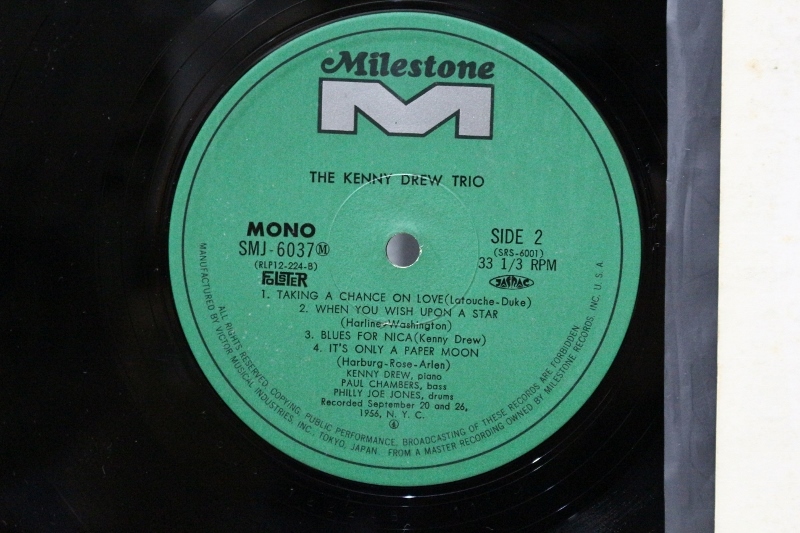 Milestone
M
THE KENNY DREW TRIO
MONO
SMJ-6037 Ⓜ
(RLP12-224-B)
FOLSTER
SIDE 2
(SRS-6001)
33 1/3 RPM
JASRAC
1. TAKING A CHANCE ON LOVE(Latouche-Duke)
2. WHEN YOU WISH UPON A STAR
(Harline-Washington)
3. BLUES FOR NICA(Kenny Drew)
4. IT'S ONLY A PAPER MOON
(Harburg-Rose-Arlen)
KENNY DREW, piano
PAUL CHAMBERS, bass
PHILLY JOE JONES, drums
Recorded September 20 and 26,
1956, N. Y. C.
ALL RIGHTS RESERVED. COPYING, PUBLIC PERFORMANCE, BROADCASTING OF THESE RECORDS ARE FORBIDDEN
MANUFACTURED BY VICTOR MUSICAL INDUSTRIES, INC., TOKYO, JAPAN. FROM A MASTER RECORDING OWNED BY MILESTONE RECORDS INC. U. S. A.